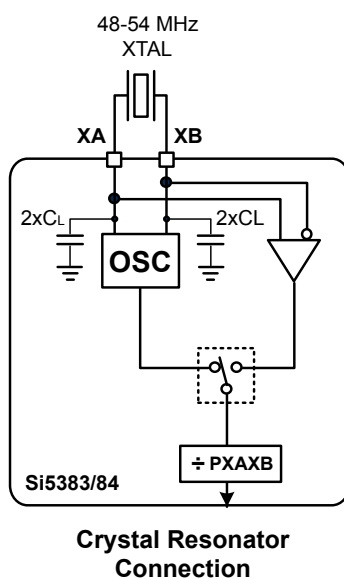 48-54 MHz
XTAL
XA
XB
2xCL
2xCL
OSC
÷ PXAXB
Si5383/84
Crystal Resonator
Connection